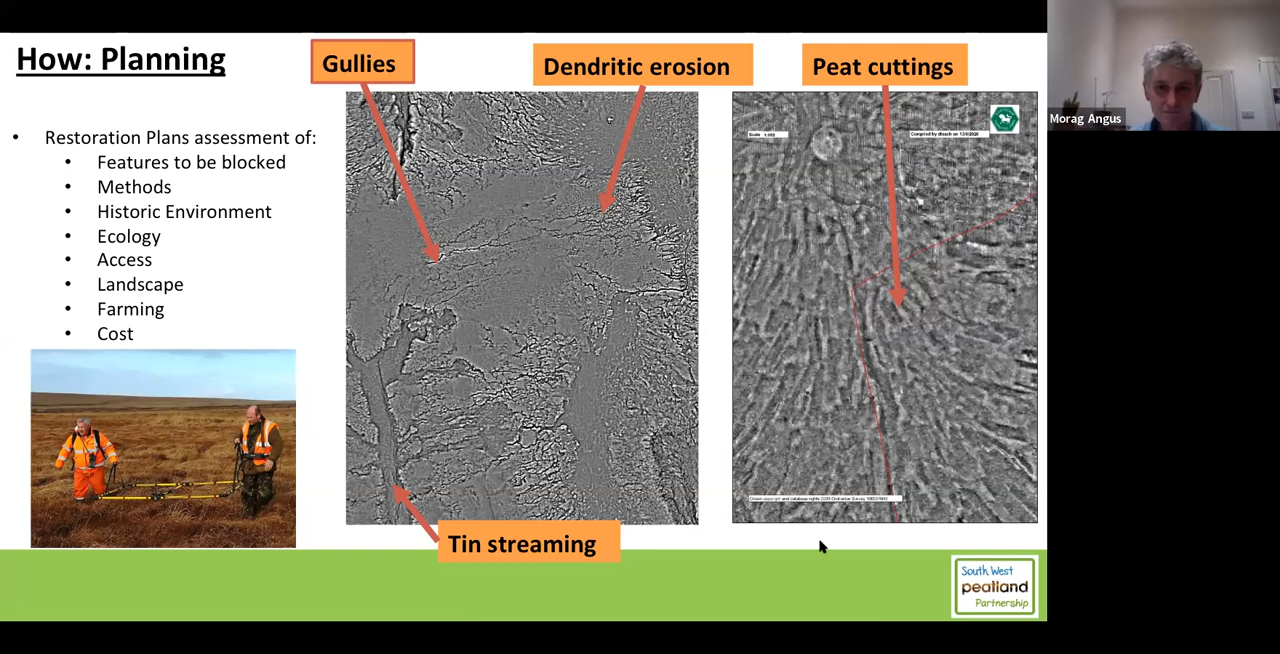 How: Planning
Gullies
Dendritic erosion
Peat cuttings
Morag Angus
• Restoration Plans assessment of:
• Features to be blocked
• Methods
• Historic Environment
• Ecology
• Access
• Landscape
• Farming
• Cost
Tin streaming
South West
peatland
Partnership